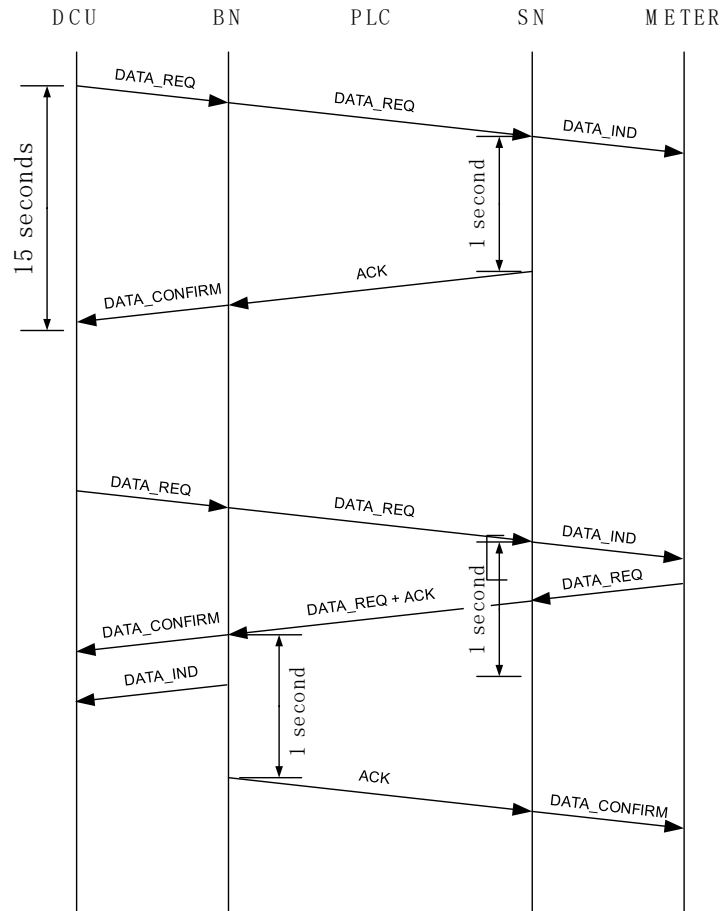 DCU BN PLC SN METER
DATA_REQ
DATA_REQ
DATA_IND
15 seconds
1 second
ACK
DATA_CONFIRM
DATA_REQ
DATA_REQ
DATA_IND
DATA_REQ
1 second
DATA_REQ + ACK
DATA_CONFIRM
DATA_IND
1 second
ACK
DATA_CONFIRM